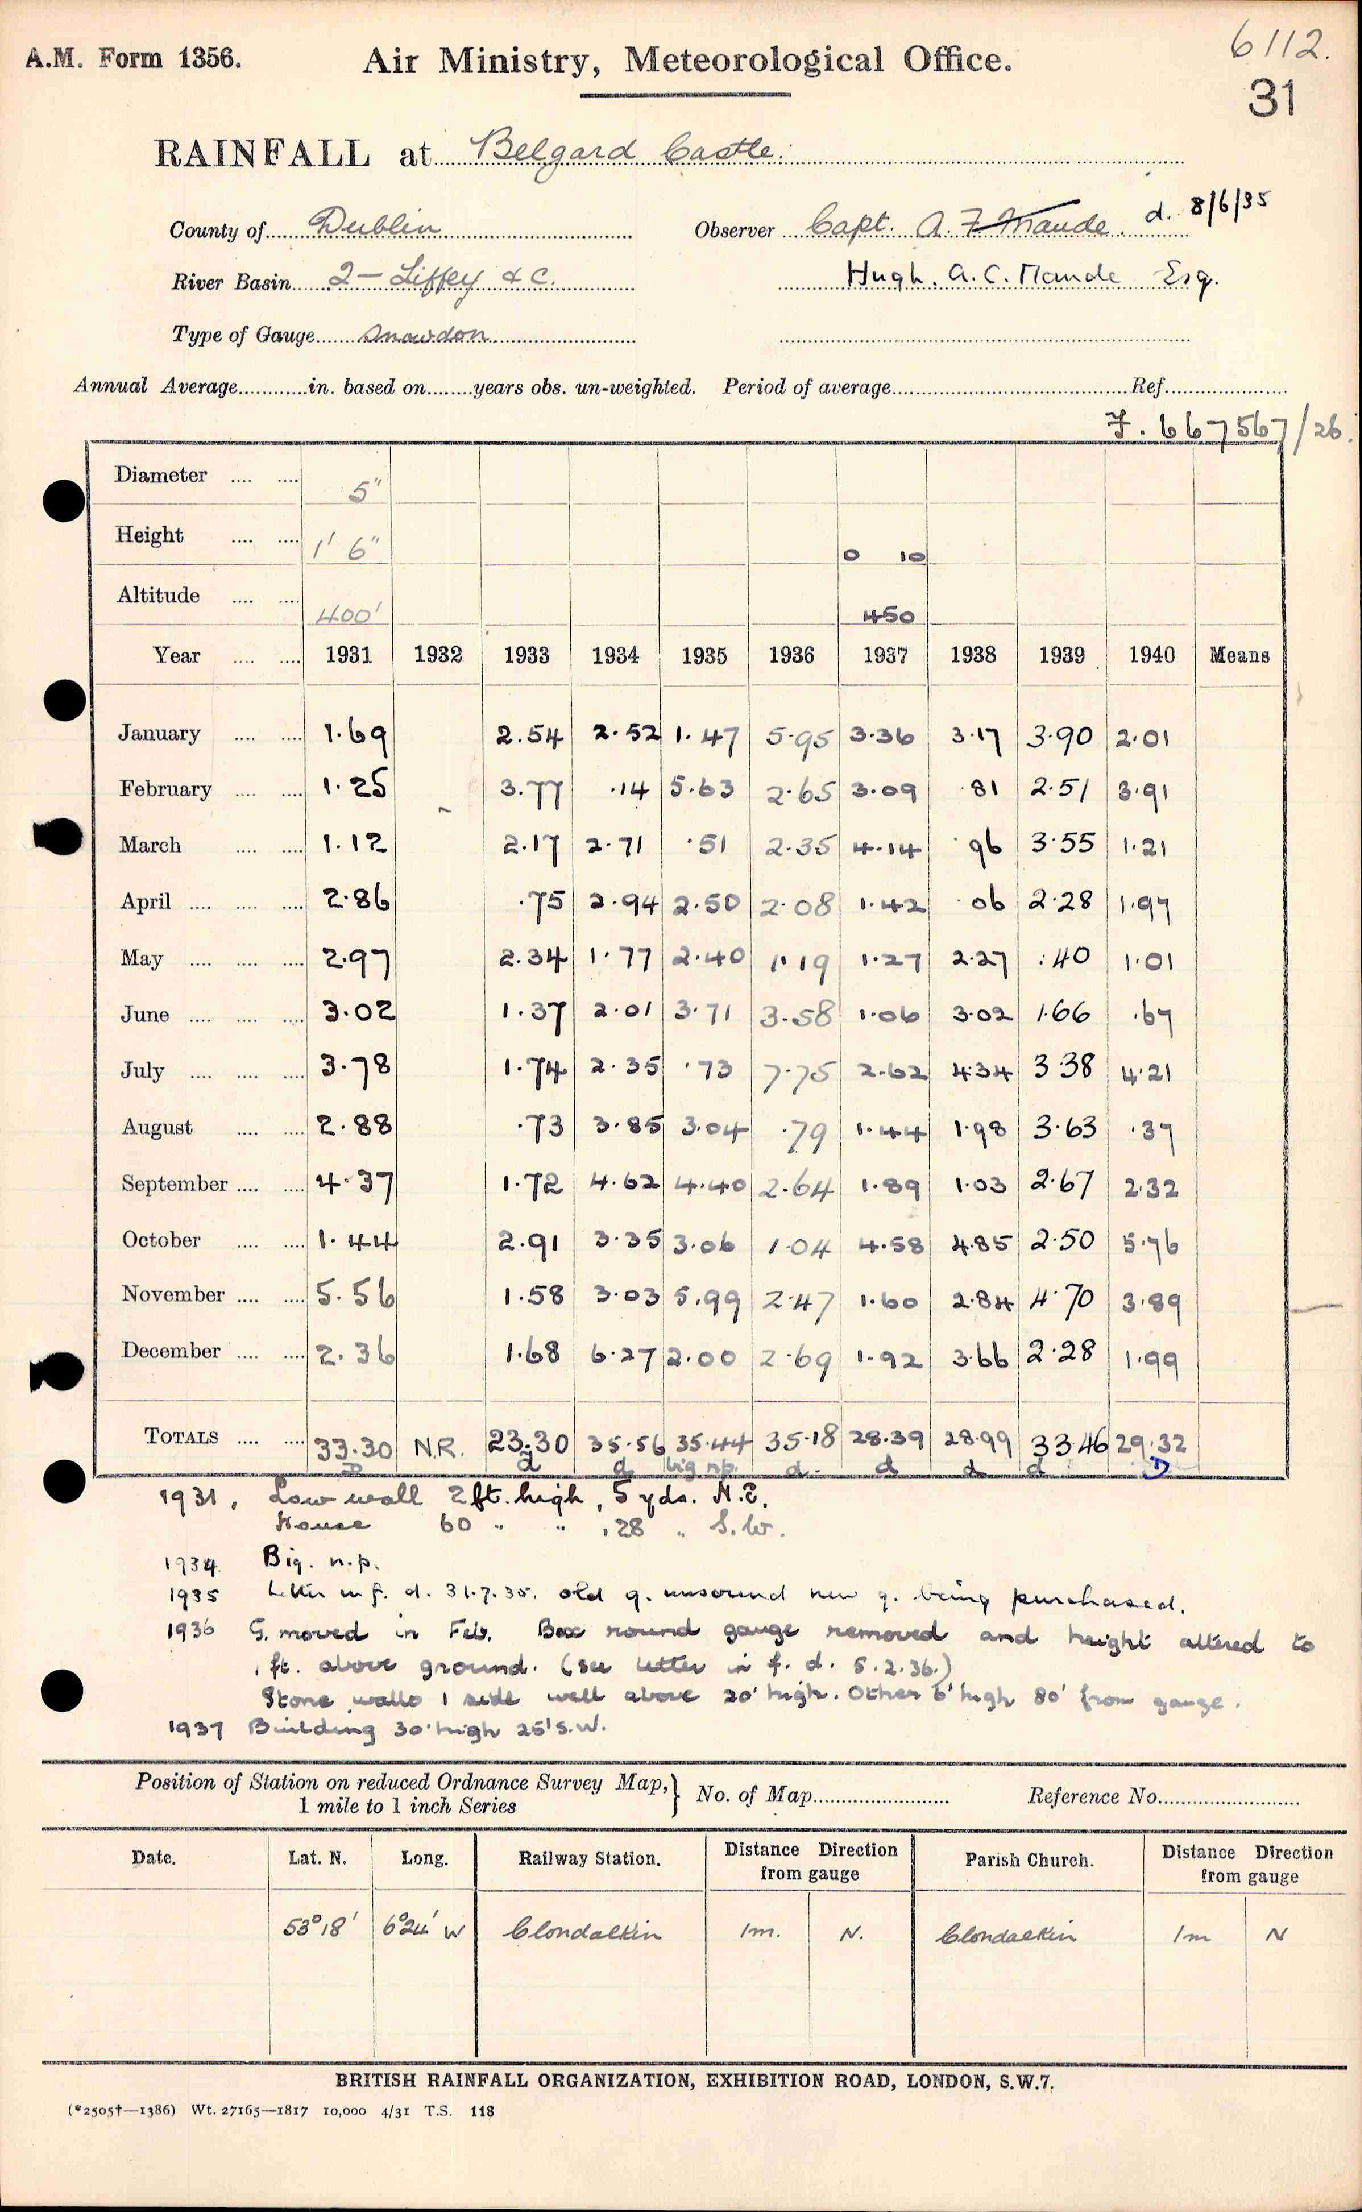 A.M. Form 1356. Air Ministry, Meteorological Office. 6112.
31
RAINFALL at Belgard Castle.
County of Dublin Observer Capt. A. F. Maude. d. 8/6/35
River Basin 2 — Liffey &c. Hugh. A. C. Maude Esq.
Type of Gauge Snowdon
Annual Average in. based on years obs. un-weighted. Period of average Ref.
F. 667567/26.
Diameter 5"
Height 1' 6" 0 10
Altitude 400' 450
Year 1931 1932 1933 1934 1935 1936 1937 1938 1939 1940 Means
January 1.69 2.54 2.52 1.47 5.95 3.36 3.17 3.90 2.01
February 1.25 3.77 .14 5.63 2.65 3.09 .81 2.51 3.91
March 1.12 2.17 2.71 .51 2.35 4.14 .96 3.55 1.21
April 2.86 .75 2.94 2.50 2.08 1.42 .06 2.28 1.97
May 2.97 2.34 1.77 2.40 1.19 1.27 2.27 .40 1.01
June 3.02 1.37 2.01 3.71 3.58 1.06 3.02 1.66 .67
July 3.78 1.74 2.35 .73 7.75 2.62 4.34 3.38 4.21
August 2.88 .73 3.85 3.04 .79 1.44 1.98 3.63 .37
September 4.37 1.72 4.62 4.40 2.64 1.89 1.03 2.67 2.32
October 1.44 2.91 3.35 3.06 1.04 4.58 4.85 2.50 5.76
November 5.56 1.58 3.03 5.99 2.47 1.60 2.84 4.70 3.89
December 2.36 1.68 6.27 2.00 2.69 1.92 3.66 2.28 1.99
TOTALS 33.30 N.R. 23.30 35.56 35.44 35.18 28.39 28.99 33.46 29.32
D d d big n.p. d. d d d D
1931, Low wall 2 ft. high, 5 yds. N.E.
House 60 " " , 28 " S.W.
1934. Big. n.p.
1935 Letter in f. d. 31.7.35. old g. unsound new g. being purchased.
1936 G. moved in Feb. Box round gauge removed and height altered to
1 ft. above ground. (see letter in f. d. 5.2.36.)
Stone walls 1 side well above 20' high. Other 6' high 80' from gauge.
1937 Building 30' high 25' S.W.
Position of Station on reduced Ordnance Survey Map, } No. of Map Reference No.
1 mile to 1 inch Series
Date. Lat. N. Long. Railway Station. Distance Direction from gauge Parish Church. Distance Direction from gauge
53°18' 6°24' W Clondalkin 1m. N. Clondalkin 1m N
BRITISH RAINFALL ORGANIZATION, EXHIBITION ROAD, LONDON, S.W.7.
(*2505†—1386) Wt. 27165—1817 10,000 4/31 T.S. 118